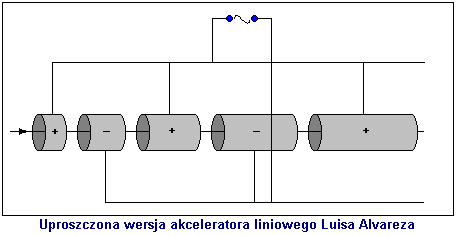 + − + − +
Uproszczona wersja akceleratora liniowego Luisa Alvareza